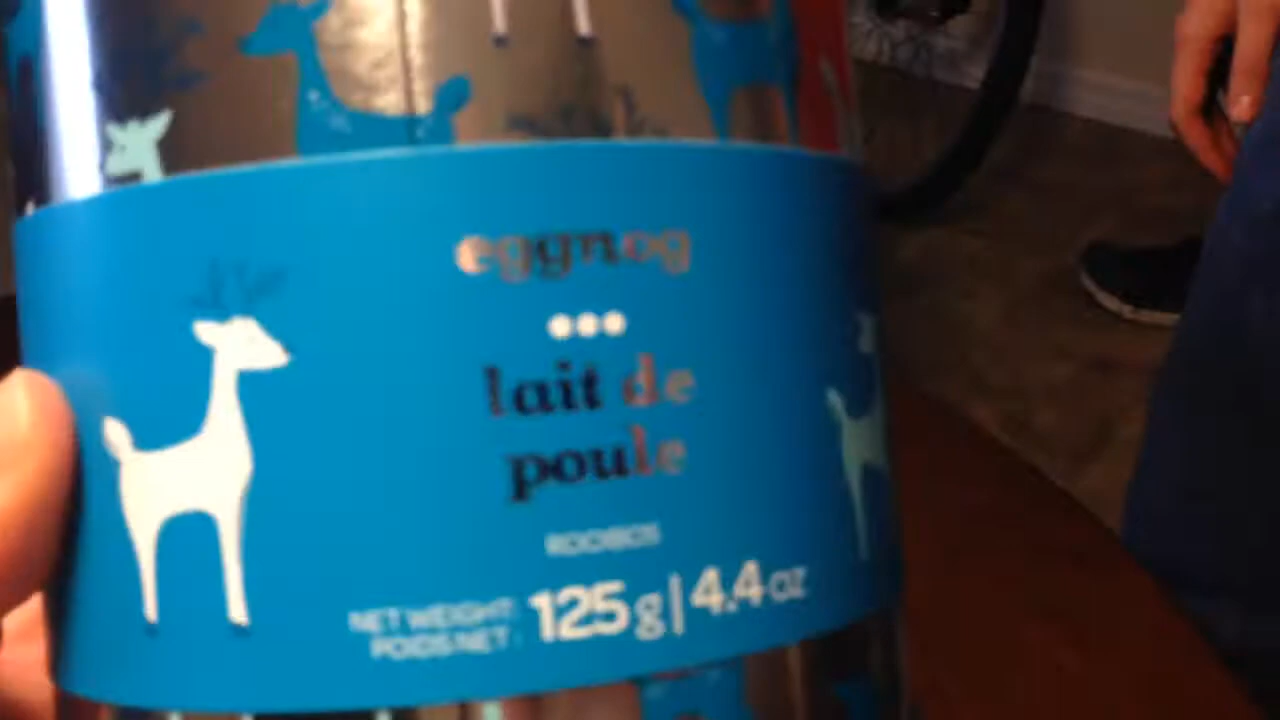 eggnog
lait de
poule
ROOIBOS
NET WEIGHT: 125g | 4.4 oz
POIDS NET: